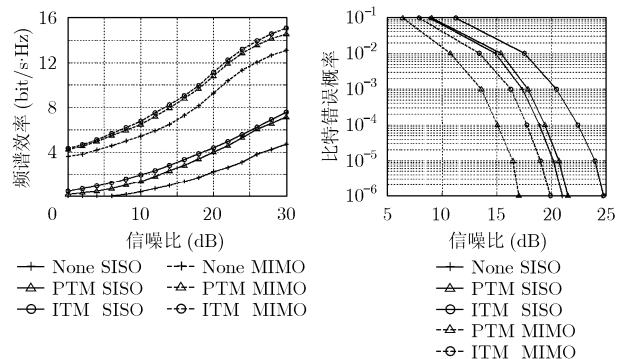 16
12
8
4
0
10
20
30
频谱效率 (bit/s·Hz)
信噪比 (dB)
None SISO
PTM SISO
ITM SISO
None MIMO
PTM MIMO
ITM MIMO
10⁻¹
10⁻²
10⁻³
10⁻⁴
10⁻⁵
10⁻⁶
5
10
15
20
25
比特错误概率
信噪比 (dB)
None SISO
PTM SISO
ITM SISO
PTM MIMO
ITM MIMO